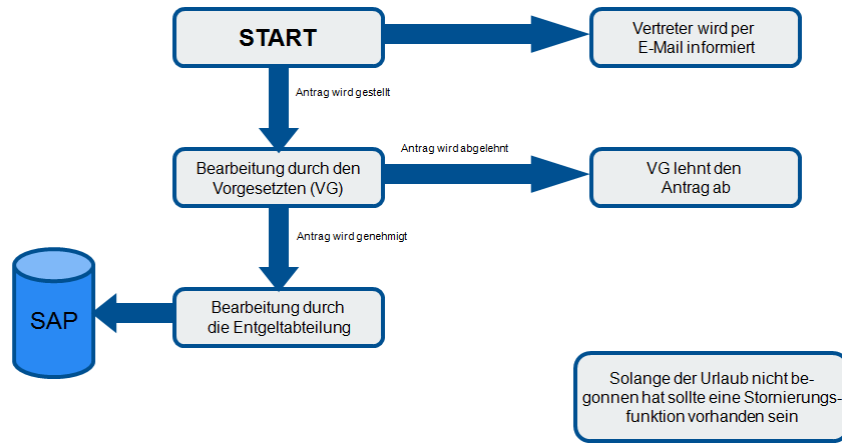 START
Vertreter wird per
E-Mail informiert
Antrag wird gestellt
Bearbeitung durch den
Vorgesetzten (VG)
Antrag wird abgelehnt
VG lehnt den
Antrag ab
Antrag wird genehmigt
SAP
Bearbeitung durch
die Entgeltabteilung
Solange der Urlaub nicht be-
gonnen hat sollte eine Stornierungs-
funktion vorhanden sein